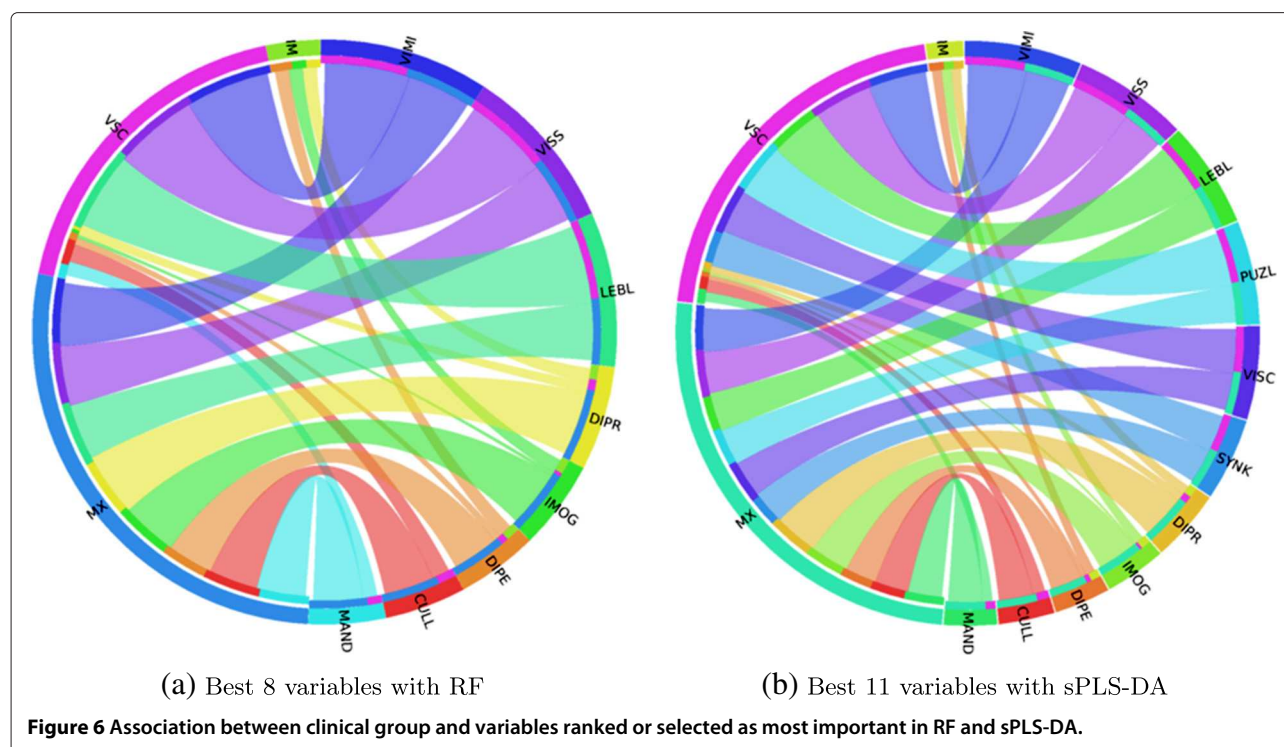 IM
VIMI
VISS
LEBL
DIPR
IMOG
DIPE
CULL
MAND
MX
VSC
IM
VIMI
VISS
LEBL
PUZL
VISC
SYNK
DIPR
IMOG
DIPE
CULL
MAND
MX
VSC
(a) Best 8 variables with RF
(b) Best 11 variables with sPLS-DA
Figure 6 Association between clinical group and variables ranked or selected as most important in RF and sPLS-DA.